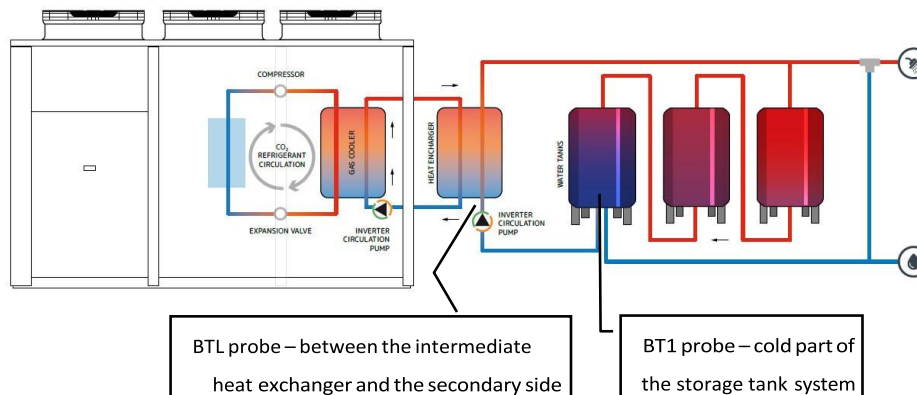 COMPRESSOR
CO₂
REFRIGERANT
CIRCULATION
EXPANSION VALVE
GAS COOLER
INVERTER
CIRCULATION
PUMP
HEAT ENCHARGER
INVERTER
CIRCULATION
PUMP
WATER TANKS
BTL probe – between the intermediate
heat exchanger and the secondary side
BT1 probe – cold part of
the storage tank system